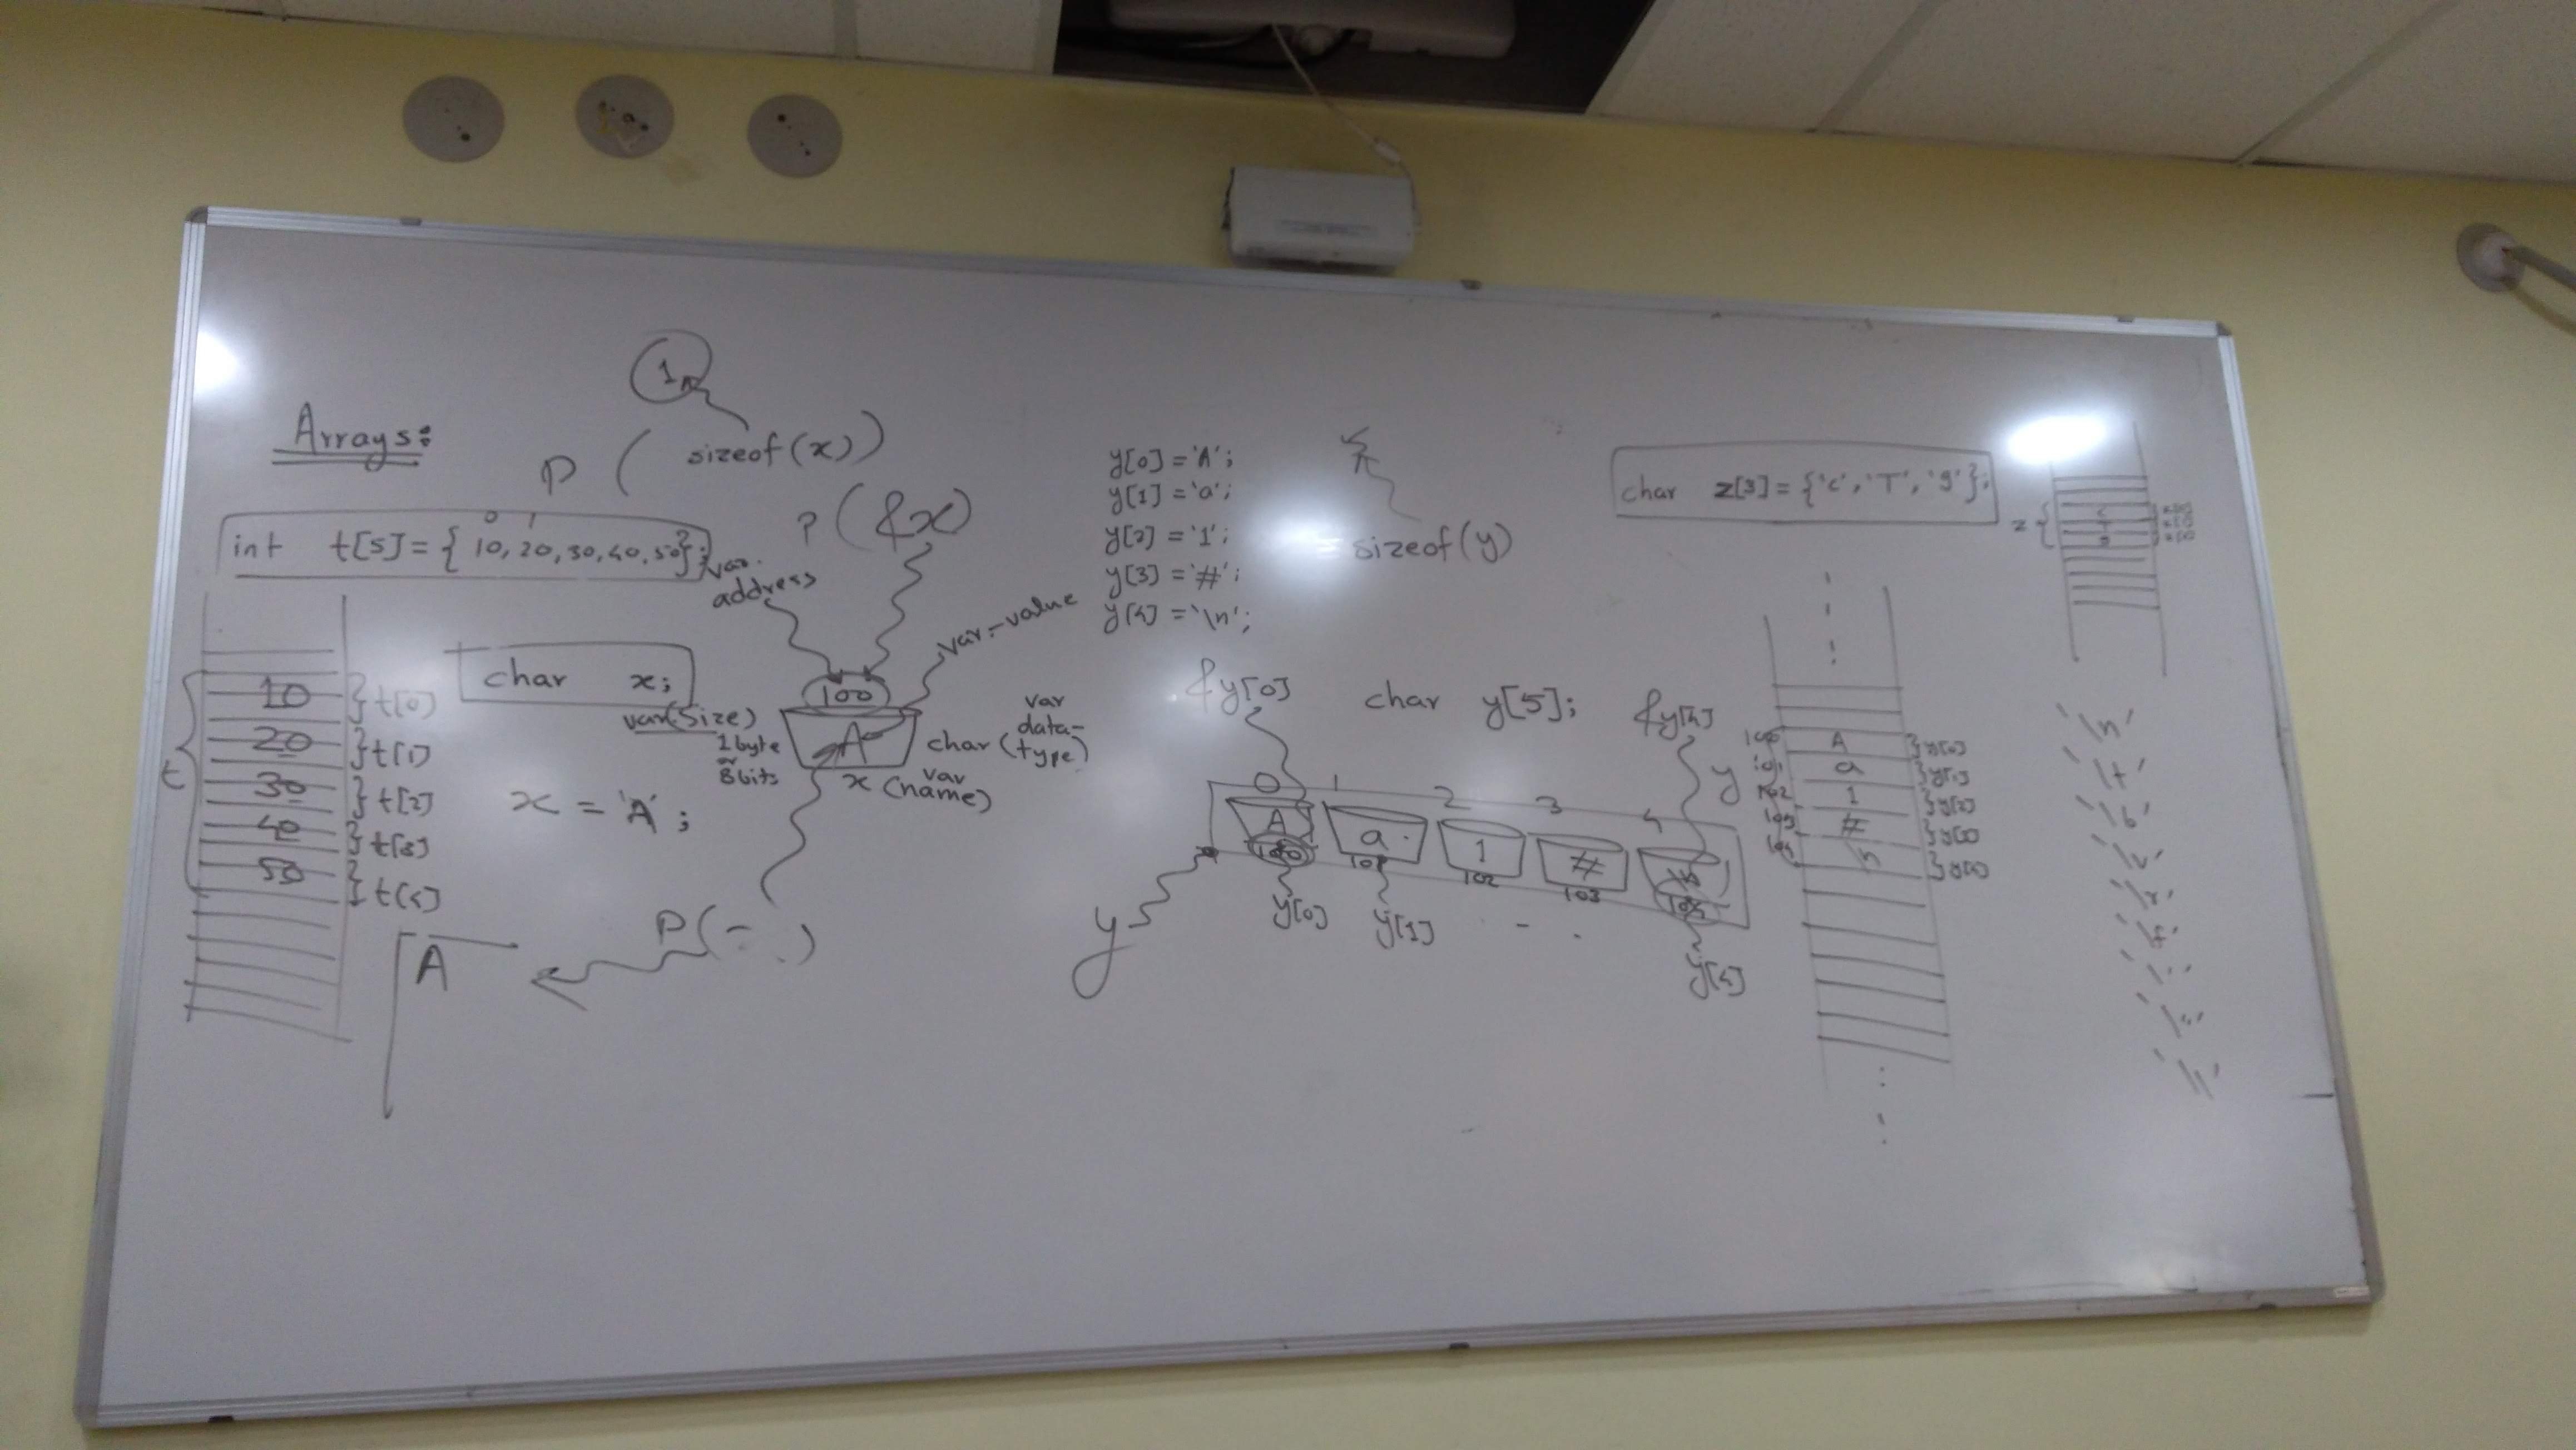 1
Arrays:
P ( sizeof(x))
int t[5] = { 10, 20, 30, 40, 50};
0 1
P (&x)
var. address
var-value
100
char x;
var(size)
1 byte
8 bits
A
char (var data-type)
x (var name)
x = 'A';
P( - . )
A
t
10 }t[0]
20 }t[1]
30 }t[2]
40 }t[3]
50 }t[4]
y[0] = 'A';
y[1] = 'a';
y[2] = '1';
y[3] = '#';
y[4] = '\n';
sizeof(y)
&y[0]
char y[5];
&y[4]
0 1 2 3 4
A a 1 # \n
100 101 102 103 104
y
y[0] y[1] - . y[4]
char z[3] = {'c', 'T', 'g'};
z
y
100 A }y[0]
101 a }y[1]
102 1 }y[2]
103 # }y[3]
104 \n }y[4]
'\n'
'\t'
'\b'
'\v'
'\r'
'\f'